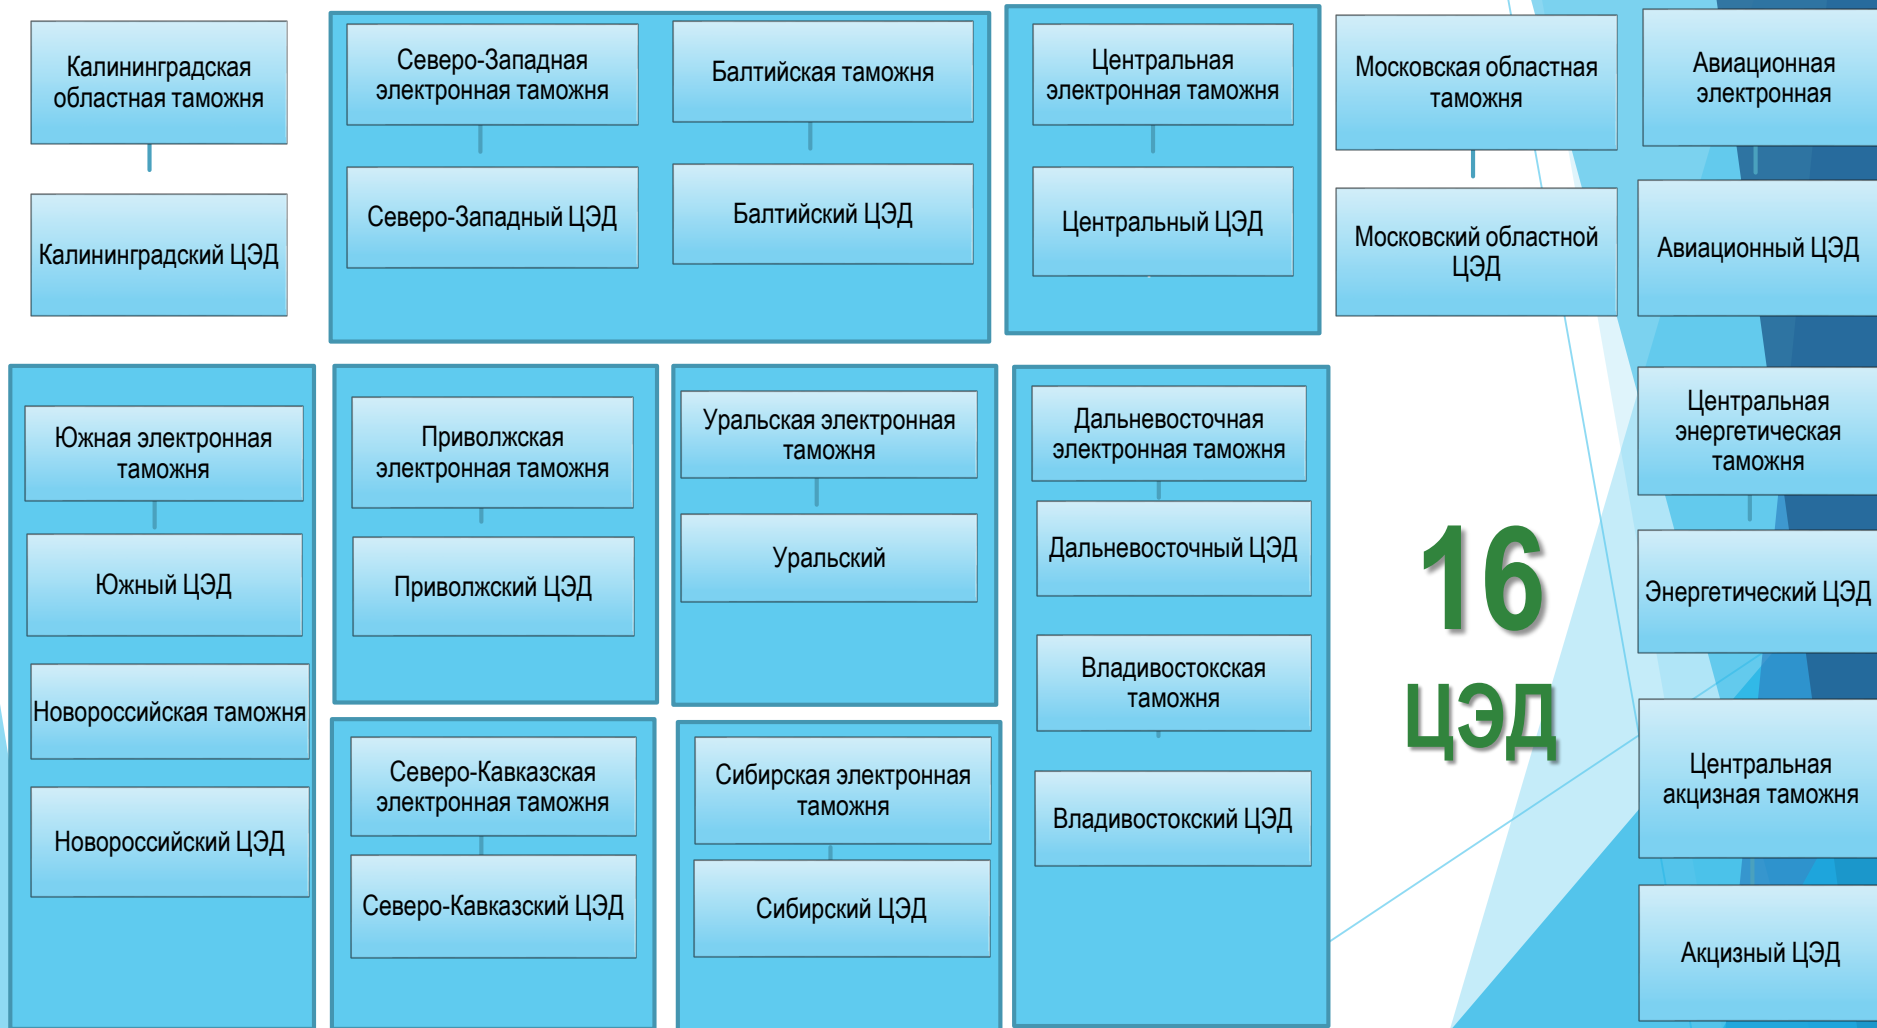 Калининградская
областная таможня
Калининградский ЦЭД
Северо-Западная
электронная таможня
Северо-Западный ЦЭД
Балтийская таможня
Балтийский ЦЭД
Центральная
электронная таможня
Центральный ЦЭД
Московская областная
таможня
Московский областной
ЦЭД
Авиационная
электронная
Авиационный ЦЭД
Южная электронная
таможня
Южный ЦЭД
Новороссийская таможня
Новороссийский ЦЭД
Приволжская
электронная таможня
Приволжский ЦЭД
Северо-Кавказская
электронная таможня
Северо-Кавказский ЦЭД
Уральская электронная
таможня
Уральский
Сибирская электронная
таможня
Сибирский ЦЭД
Дальневосточная
электронная таможня
Дальневосточный ЦЭД
Владивостокская
таможня
Владивостокский ЦЭД
16
ЦЭД
Центральная
энергетическая
таможня
Энергетический ЦЭД
Центральная
акцизная таможня
Акцизный ЦЭД